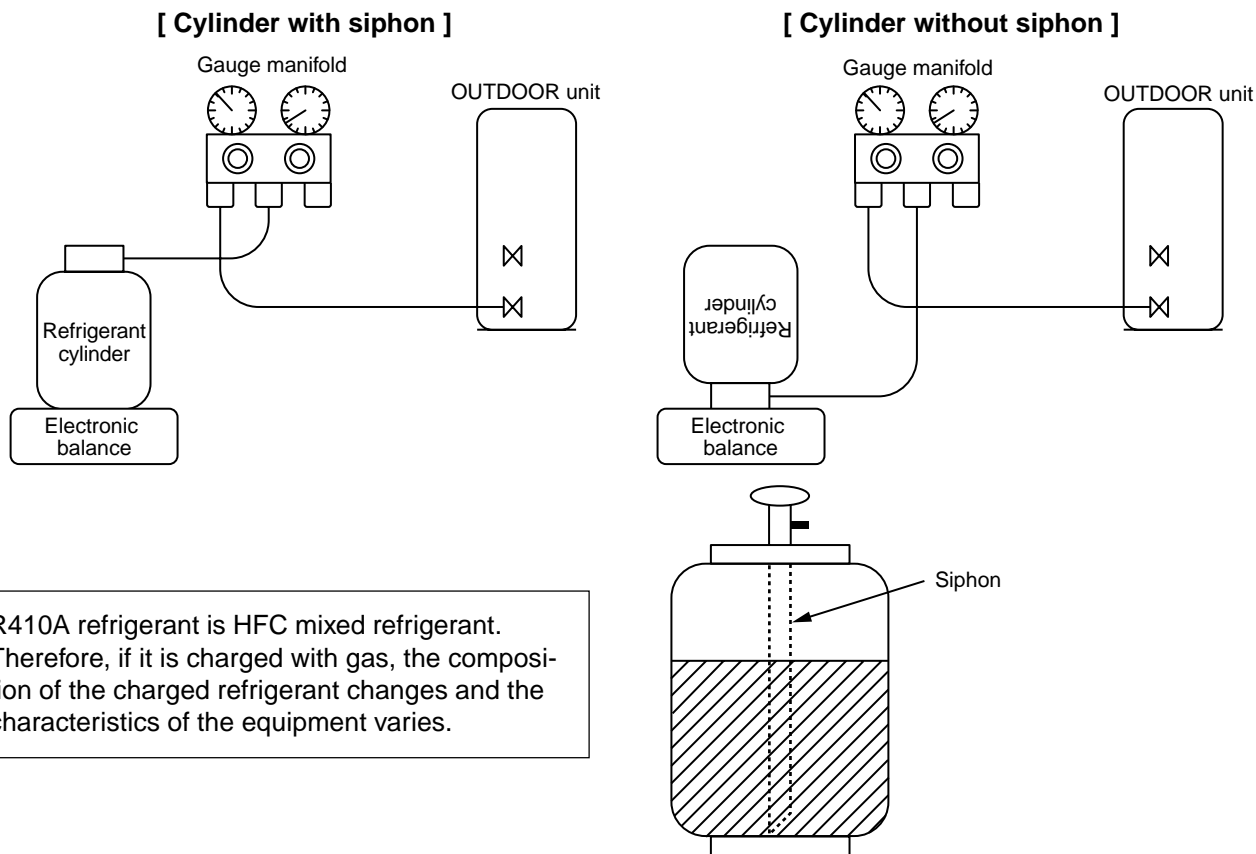 [ Cylinder with siphon ]
Gauge manifold
OUTDOOR unit
Refrigerant
cylinder
Electronic
balance
[ Cylinder without siphon ]
Gauge manifold
OUTDOOR unit
Refrigerant
cylinder
Electronic
balance
R410A refrigerant is HFC mixed refrigerant.
Therefore, if it is charged with gas, the composi-
tion of the charged refrigerant changes and the
characteristics of the equipment varies.
Siphon